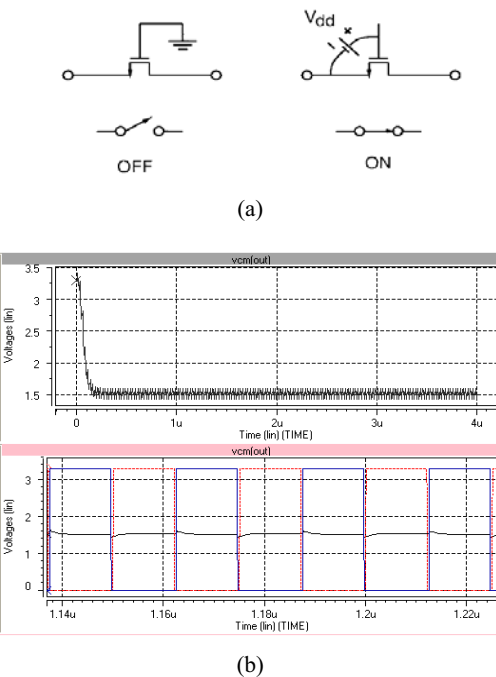 Vdd
+
-
OFF
ON
(a)
vcm(out)
3.5
3
2.5
2
1.5
Voltages (lin)
0
1u
2u
3u
4u
Time (lin) (TIME)
vcm(out)
3
2
1
0
Voltages (lin)
1.14u
1.16u
1.18u
1.2u
1.22u
Time (lin) (TIME)
(b)